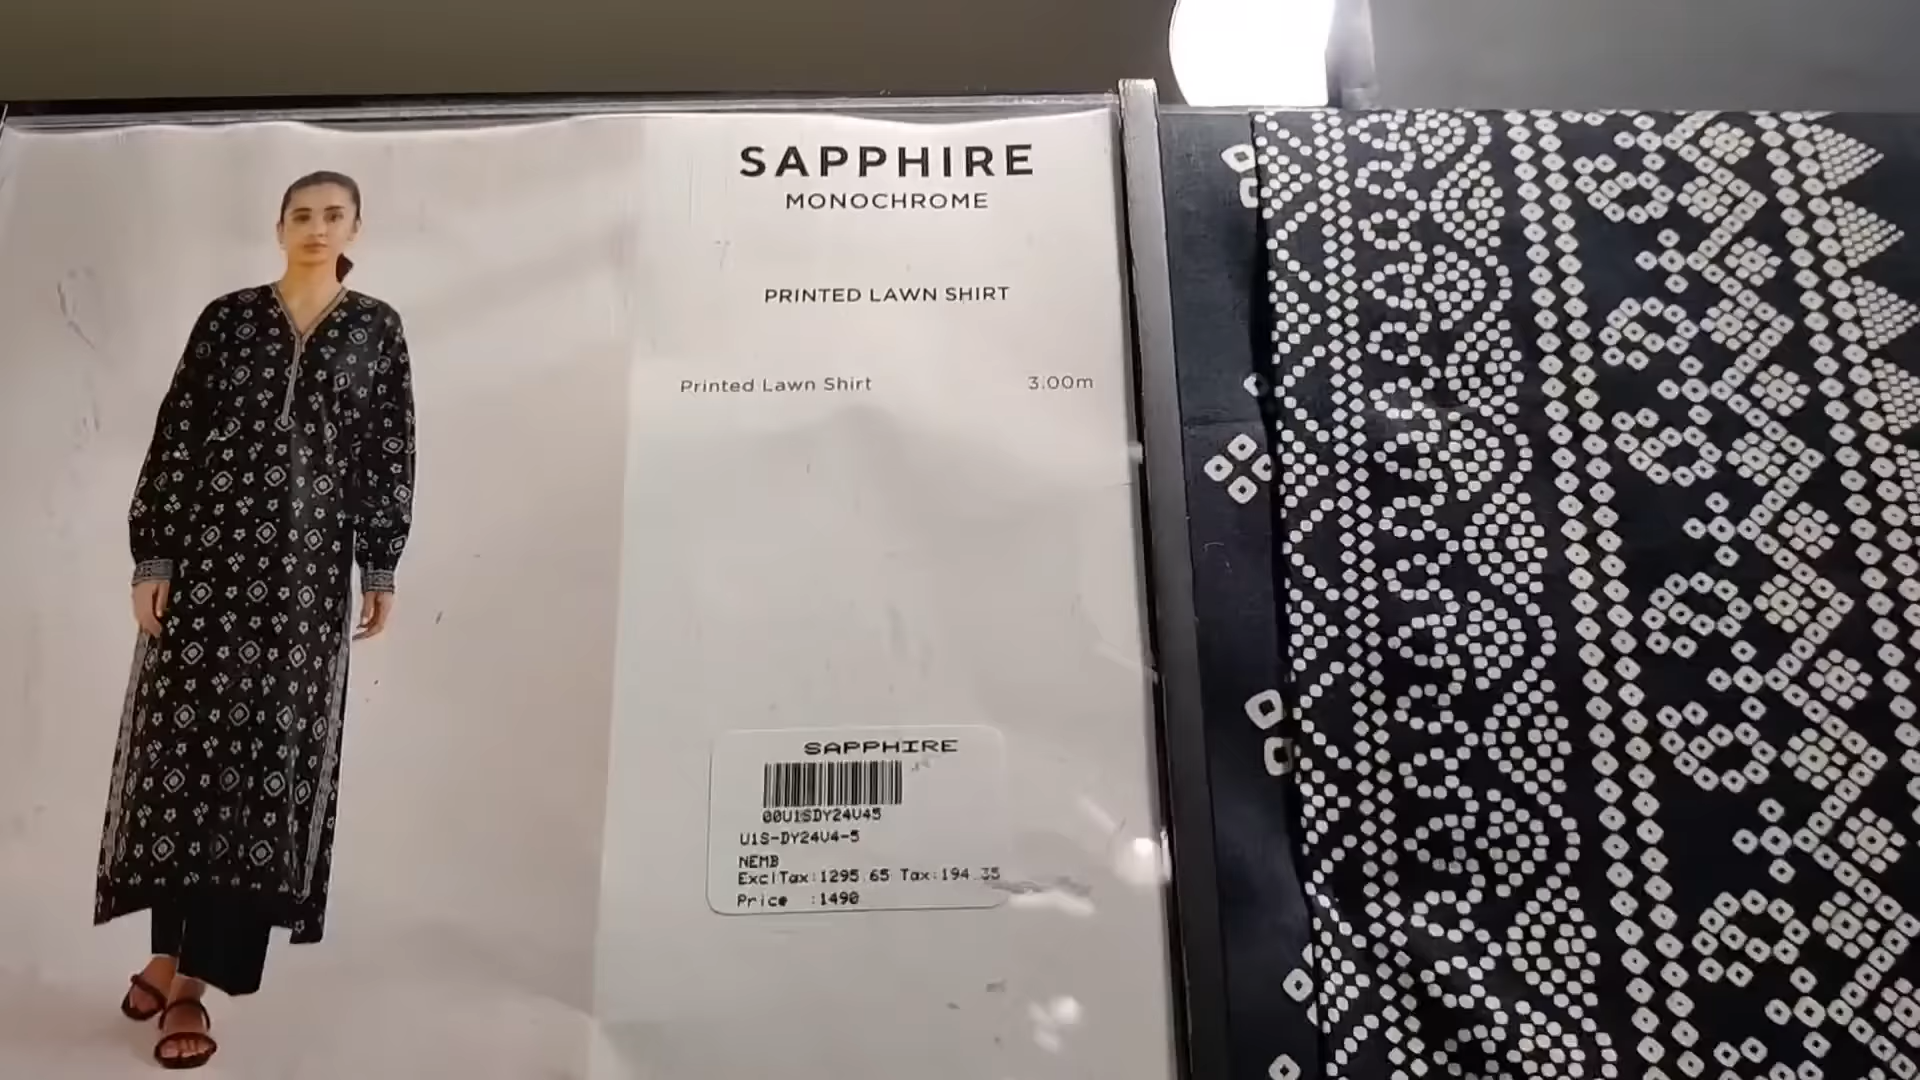 SAPPHIRE
MONOCHROME
PRINTED LAWN SHIRT
Printed Lawn Shirt 3.00m
SAPPHIRE
00U1SDY24V45
U1S-DY24V4-5
NEMB
ExclTax:1295.65 Tax:194.35
Price :1490